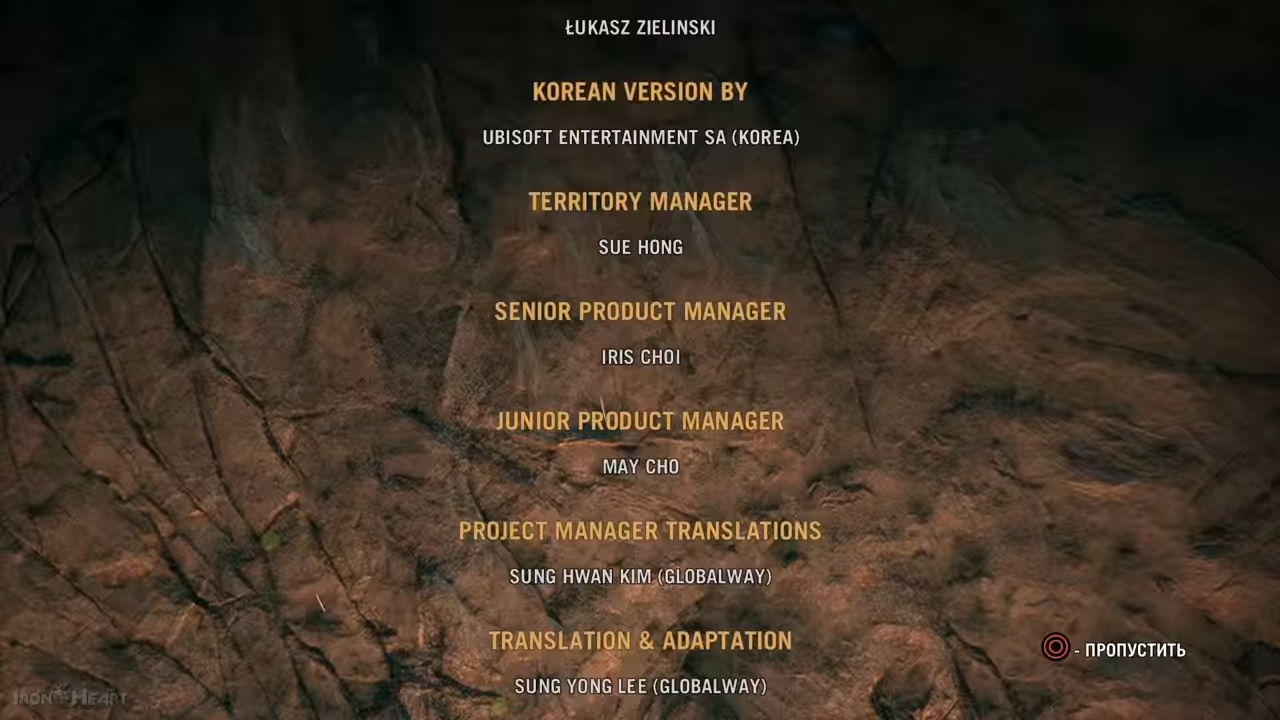 ŁUKASZ ZIELINSKI
KOREAN VERSION BY
UBISOFT ENTERTAINMENT SA (KOREA)
TERRITORY MANAGER
SUE HONG
SENIOR PRODUCT MANAGER
IRIS CHOI
JUNIOR PRODUCT MANAGER
MAY CHO
PROJECT MANAGER TRANSLATIONS
SUNG HWAN KIM (GLOBALWAY)
TRANSLATION & ADAPTATION
- ПРОПУСТИТЬ
SUNG YONG LEE (GLOBALWAY)
IRON HEART